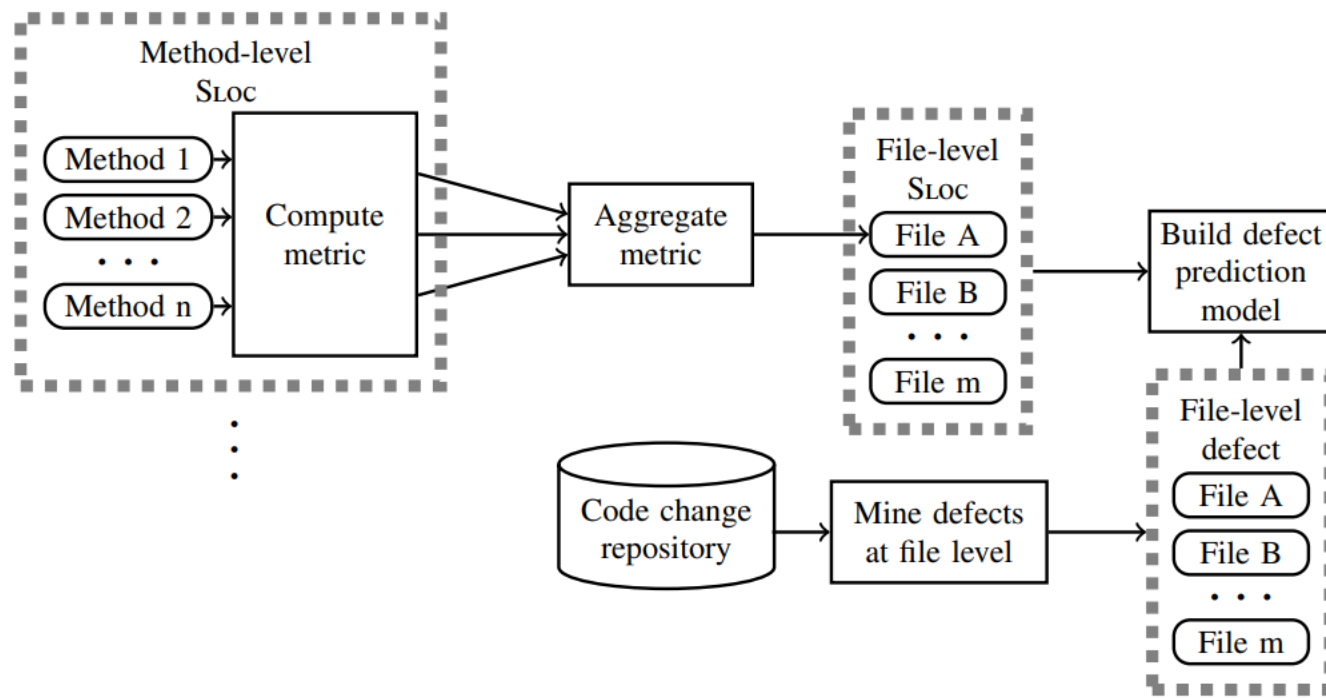 Method-level
SLOC
Method 1
Method 2
. . .
Method n
Compute
metric
Aggregate
metric
File-level
SLOC
File A
File B
. . .
File m
Build defect
prediction
model
Code change
repository
Mine defects
at file level
File-level
defect
File A
File B
. . .
File m